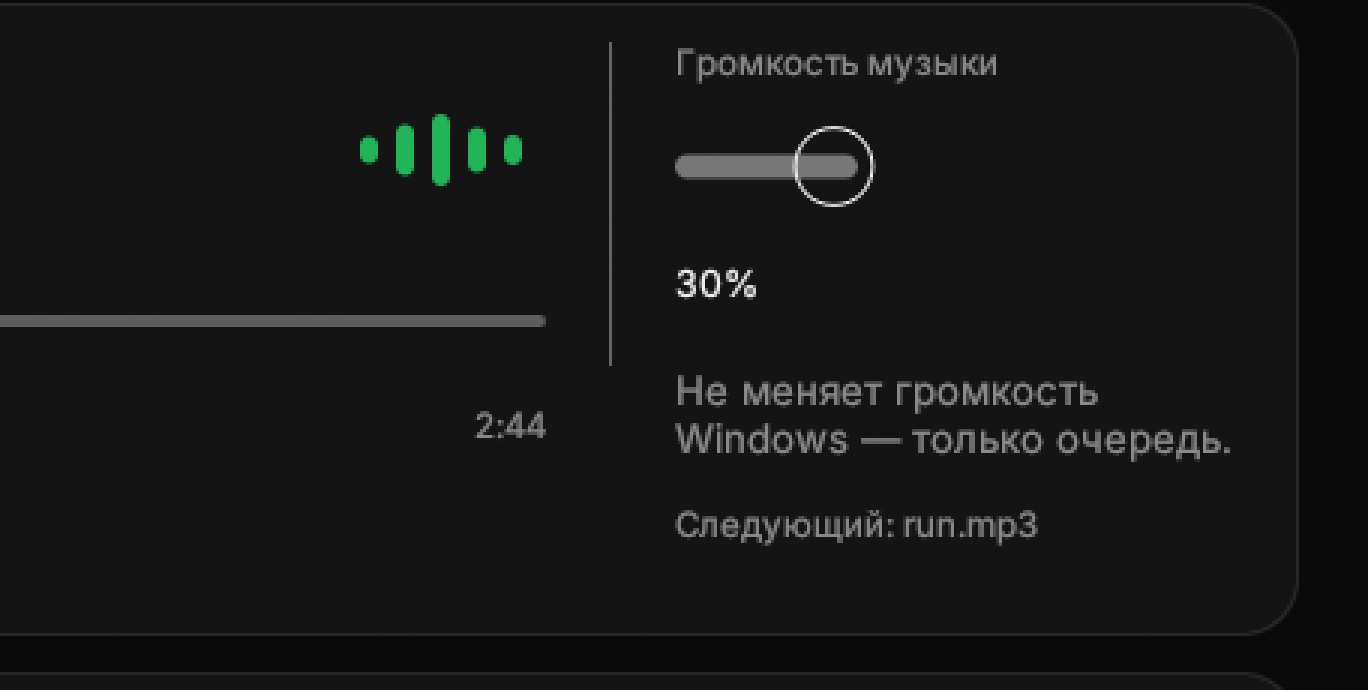 Громкость музыки
30%
2:44
Не меняет громкость
Windows — только очередь.
Следующий: run.mp3